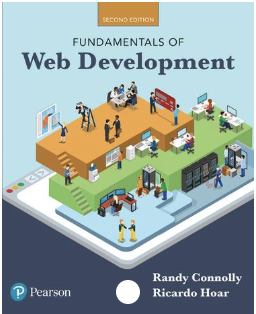 SECOND EDITION
FUNDAMENTALS OF
Web Development
Randy Connolly
Ricardo Hoar
Pearson